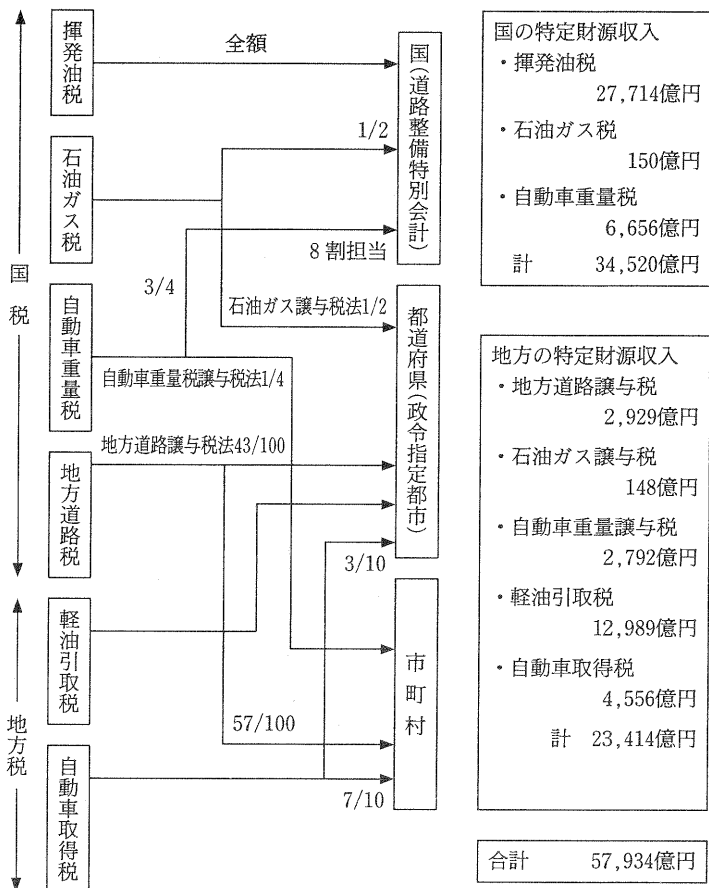 国税
地方税
揮発油税
石油ガス税
自動車重量税
地方道路税
軽油引取税
自動車取得税
全額
1/2
8割担当
3/4
石油ガス譲与税法1/2
自動車重量税譲与税法1/4
地方道路譲与税法43/100
3/10
57/100
7/10
国(道路整備特別会計)
都道府県(政令指定都市)
市町村
国の特定財源収入
・揮発油税
27,714億円
・石油ガス税
150億円
・自動車重量税
6,656億円
計 34,520億円
地方の特定財源収入
・地方道路譲与税
2,929億円
・石油ガス譲与税
148億円
・自動車重量譲与税
2,792億円
・軽油引取税
12,989億円
・自動車取得税
4,556億円
計 23,414億円
合計 57,934億円